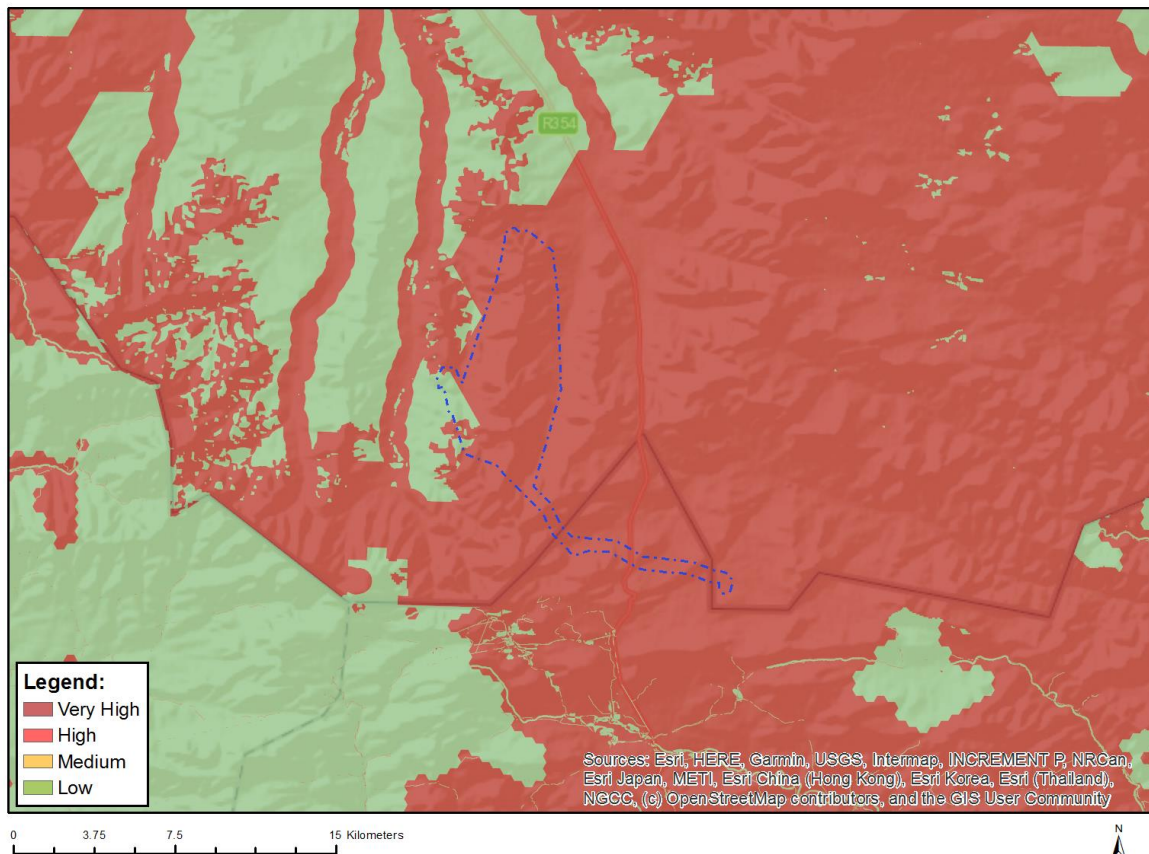 R354
Legend:
Very High
High
Medium
Low
Sources: Esri, HERE, Garmin, USGS, Intermap, INCREMENT P, NRCan,
Esri Japan, METI, Esri China (Hong Kong), Esri Korea, Esri (Thailand),
NGCC, (c) OpenStreetMap contributors, and the GIS User Community
0 3.75 7.5 15 Kilometers
N